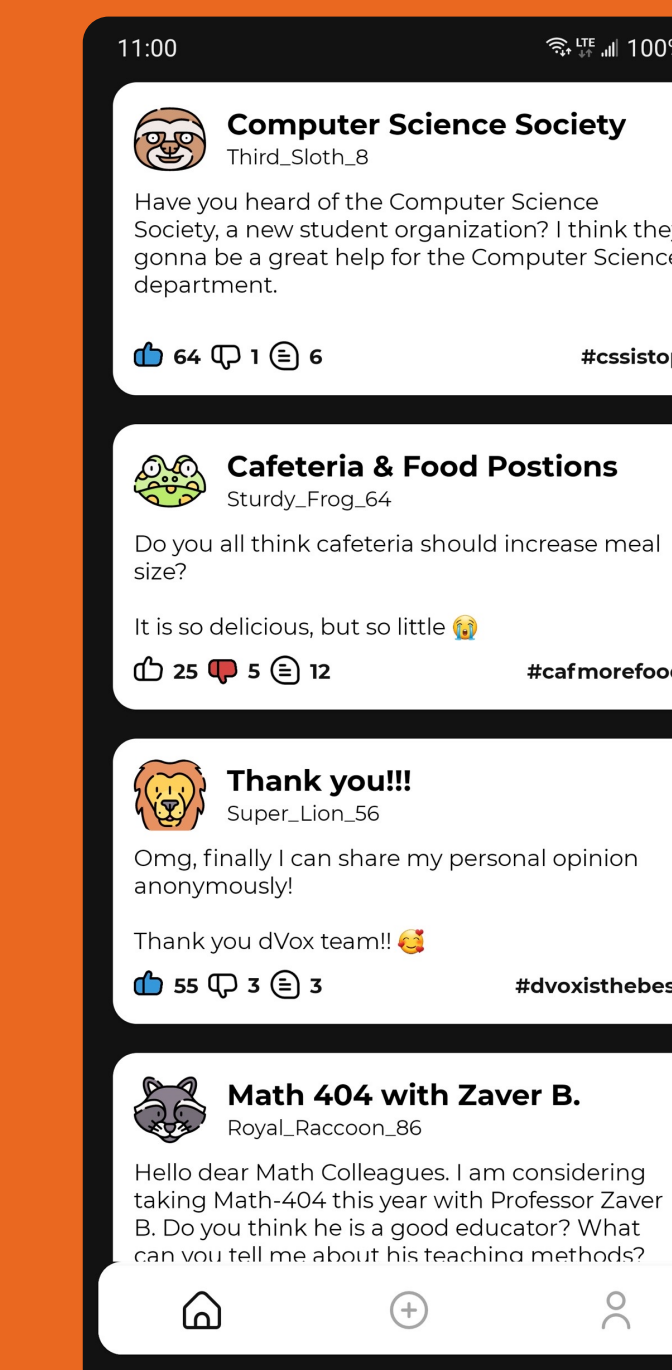 11:00 LTE
Computer Science Society
Third_Sloth_8
Have you heard of the Computer Science
Society, a new student organization? I think
gonna be a great help for the Computer Science
department.
64 1 6
Cafeteria & Food Postions
Sturdy_Frog_64
Do you all think cafeteria should increase meal
size?
It is so delicious, but so little 😭
25 5 12
Thank you!!!
Super_Lion_56
Omg, finally I can share my personal opinion
anonymously!
Thank you dVox team!! 🥰
55 3 3
Math 404 with Zaver B.
Royal_Raccoon_86
Hello dear Math Colleagues. I am considering
taking Math-404 this year with Professor Zaver
B. Do you think he is a good educator? What
can you tell me about his teaching methods?